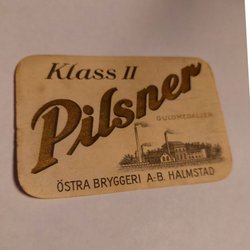 Klass II
Pilsner
GULDMEDALJER
ÖSTRA BRYGGERI A-B. HALMSTAD